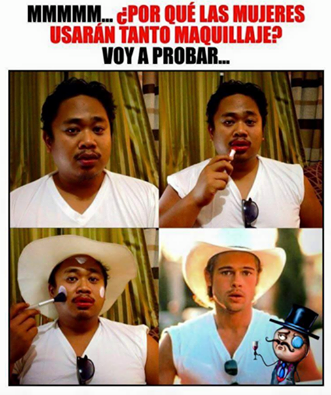 MMMMM... ¿POR QUÉ LAS MUJERES
USARÁN TANTO MAQUILLAJE?
VOY A PROBAR...